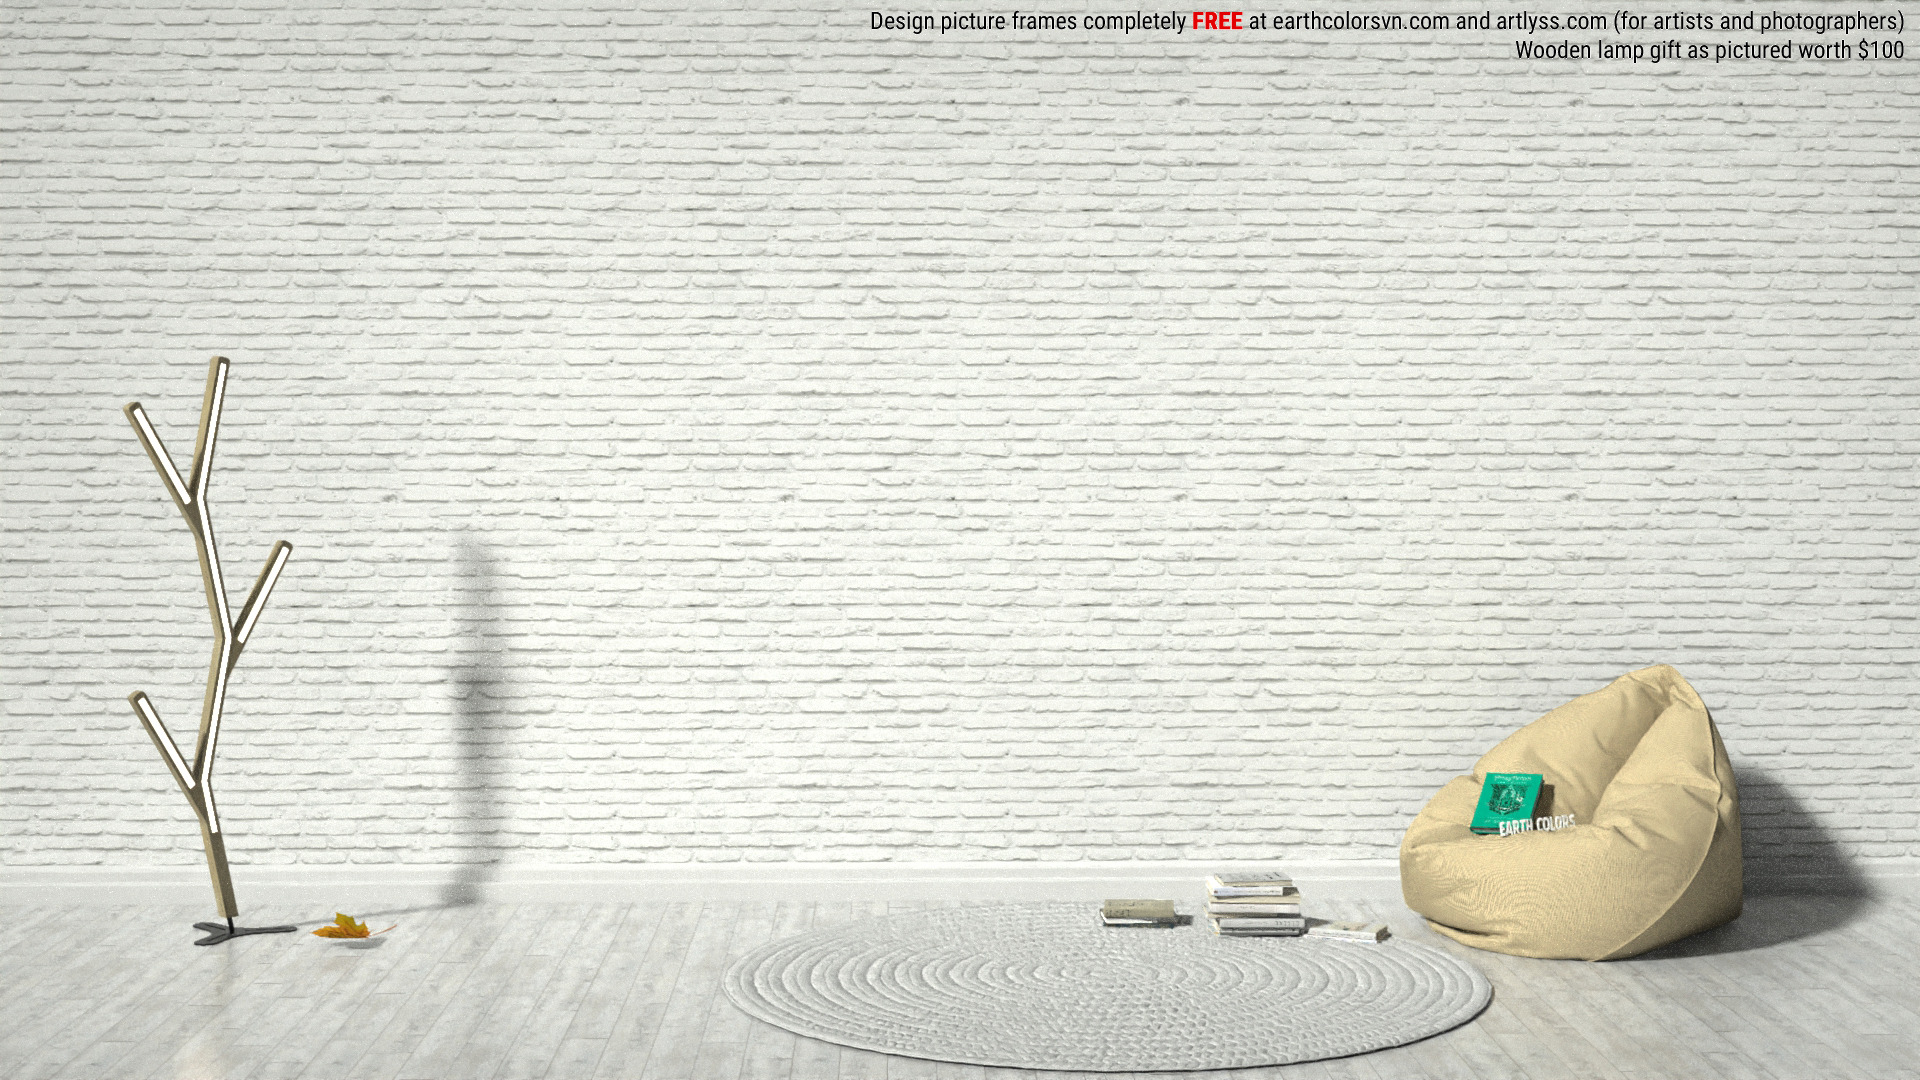 Design picture frames completely FREE at earthcolorsvn.com and artlyss.com (for artists and photographers)
Wooden lamp gift as pictured worth $100
EARTH COLORS